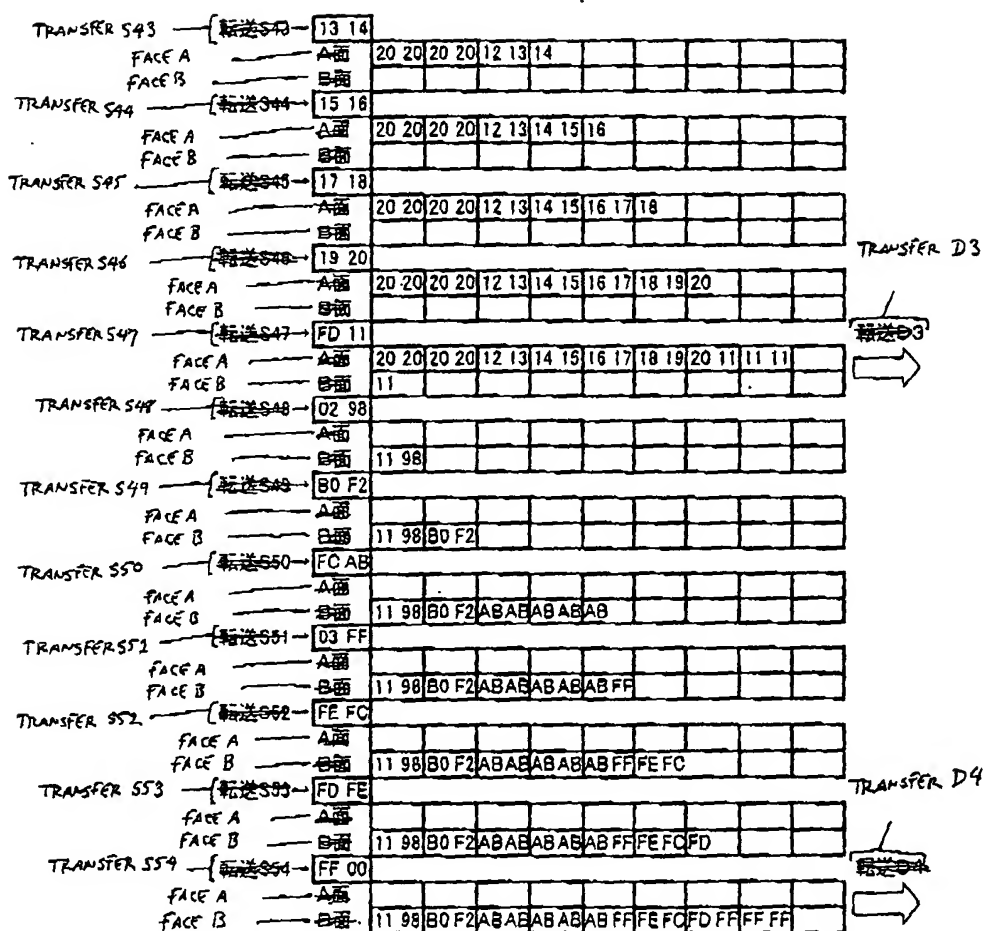 TRANSFER S43 転送S43 13 14
FACE A A面 20 20 20 20 12 13 14
FACE B B面
TRANSFER S44 転送S44 15 16
FACE A A面 20 20 20 20 12 13 14 15 16
FACE B B面
TRANSFER S45 転送S45 17 18
FACE A A面 20 20 20 20 12 13 14 15 16 17 18
FACE B B面
TRANSFER S46 転送S46 19 20
FACE A A面 20 20 20 20 12 13 14 15 16 17 18 19 20
FACE B B面
TRANSFER D3
TRANSFER S47 転送S47 FD 11 転送D3
FACE A A面 20 20 20 20 12 13 14 15 16 17 18 19 20 11 11 11
FACE B B面 11
TRANSFER S48 転送S48 02 98
FACE A A面
FACE B B面 11 98
TRANSFER S49 転送S49 B0 F2
FACE A A面
FACE B B面 11 98 B0 F2
TRANSFER S50 転送S50 FC AB
FACE A A面
FACE B B面 11 98 B0 F2 AB AB AB AB AB
TRANSFER S51 転送S51 03 FF
FACE A A面
FACE B B面 11 98 B0 F2 AB AB AB AB AB FF
TRANSFER S52 転送S52 FE FC
FACE A A面
FACE B B面 11 98 B0 F2 AB AB AB AB AB FF FE FC
TRANSFER D4
TRANSFER S53 転送S53 FD FE
FACE A A面
FACE B B面 11 98 B0 F2 AB AB AB AB AB FF FE FC FD
TRANSFER S54 転送S54 FF 00 転送D4
FACE A A面
FACE B B面 11 98 B0 F2 AB AB AB AB AB FF FE FC FD FF FF FF